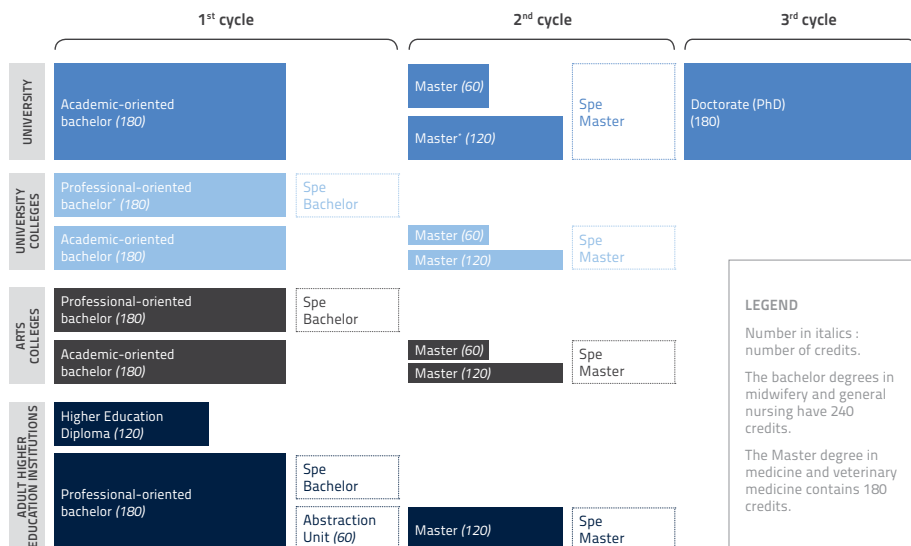 1st cycle
2nd cycle
3rd cycle
UNIVERSITY
Academic-oriented
bachelor (180)
Master (60)
Master* (120)
Spe
Master
Doctorate (PhD)
(180)
UNIVERSITY
COLLEGES
Professional-oriented
bachelor* (180)
Spe
Bachelor
Academic-oriented
bachelor (180)
Master (60)
Master (120)
Spe
Master
ARTS
COLLEGES
Professional-oriented
bachelor (180)
Spe
Bachelor
Academic-oriented
bachelor (180)
Master (60)
Master (120)
Spe
Master
ADULT HIGHER
EDUCATION INSTITUTIONS
Higher Education
Diploma (120)
Professional-oriented
bachelor (180)
Spe
Bachelor
Abstraction
Unit (60)
Master (120)
Spe
Master
LEGEND
Number in italics :
number of credits.
The bachelor degrees in
midwifery and general
nursing have 240
credits.
The Master degree in
medicine and veterinary
medicine contains 180
credits.